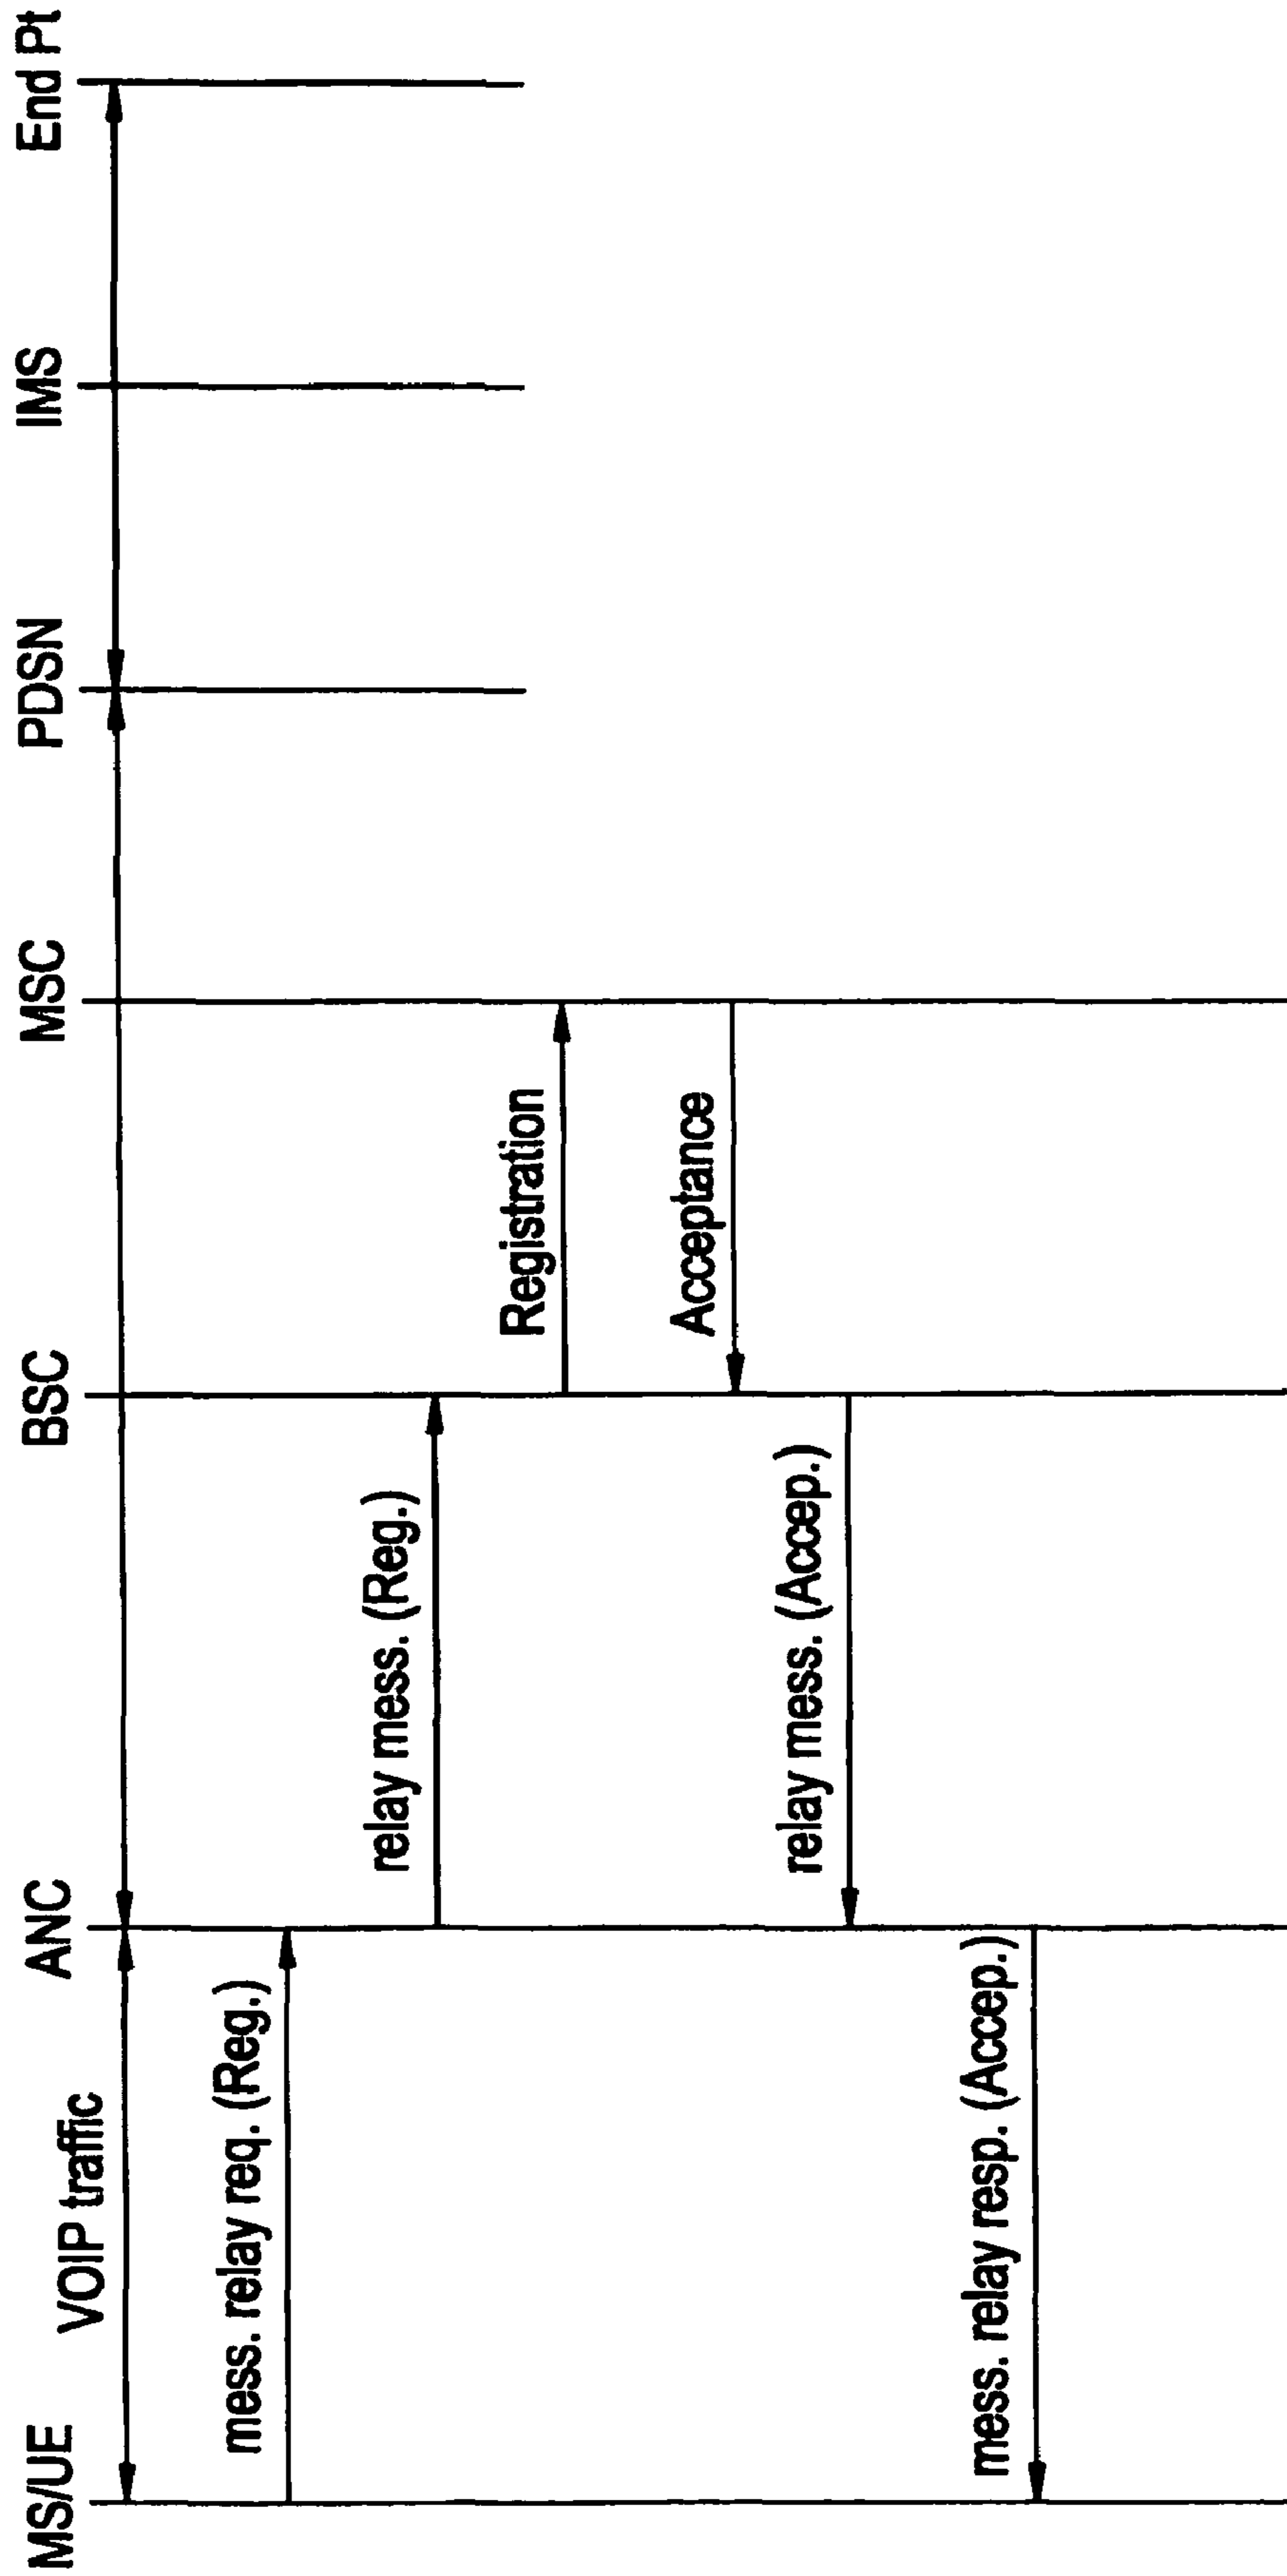 MS/UE
VOIP traffic
ANC
BSC
MSC
PDSN
IMS
End Pt
mess. relay req. (Reg.)
relay mess. (Reg.)
Registration
Acceptance
relay mess. (Accep.)
mess. relay resp. (Accep.)